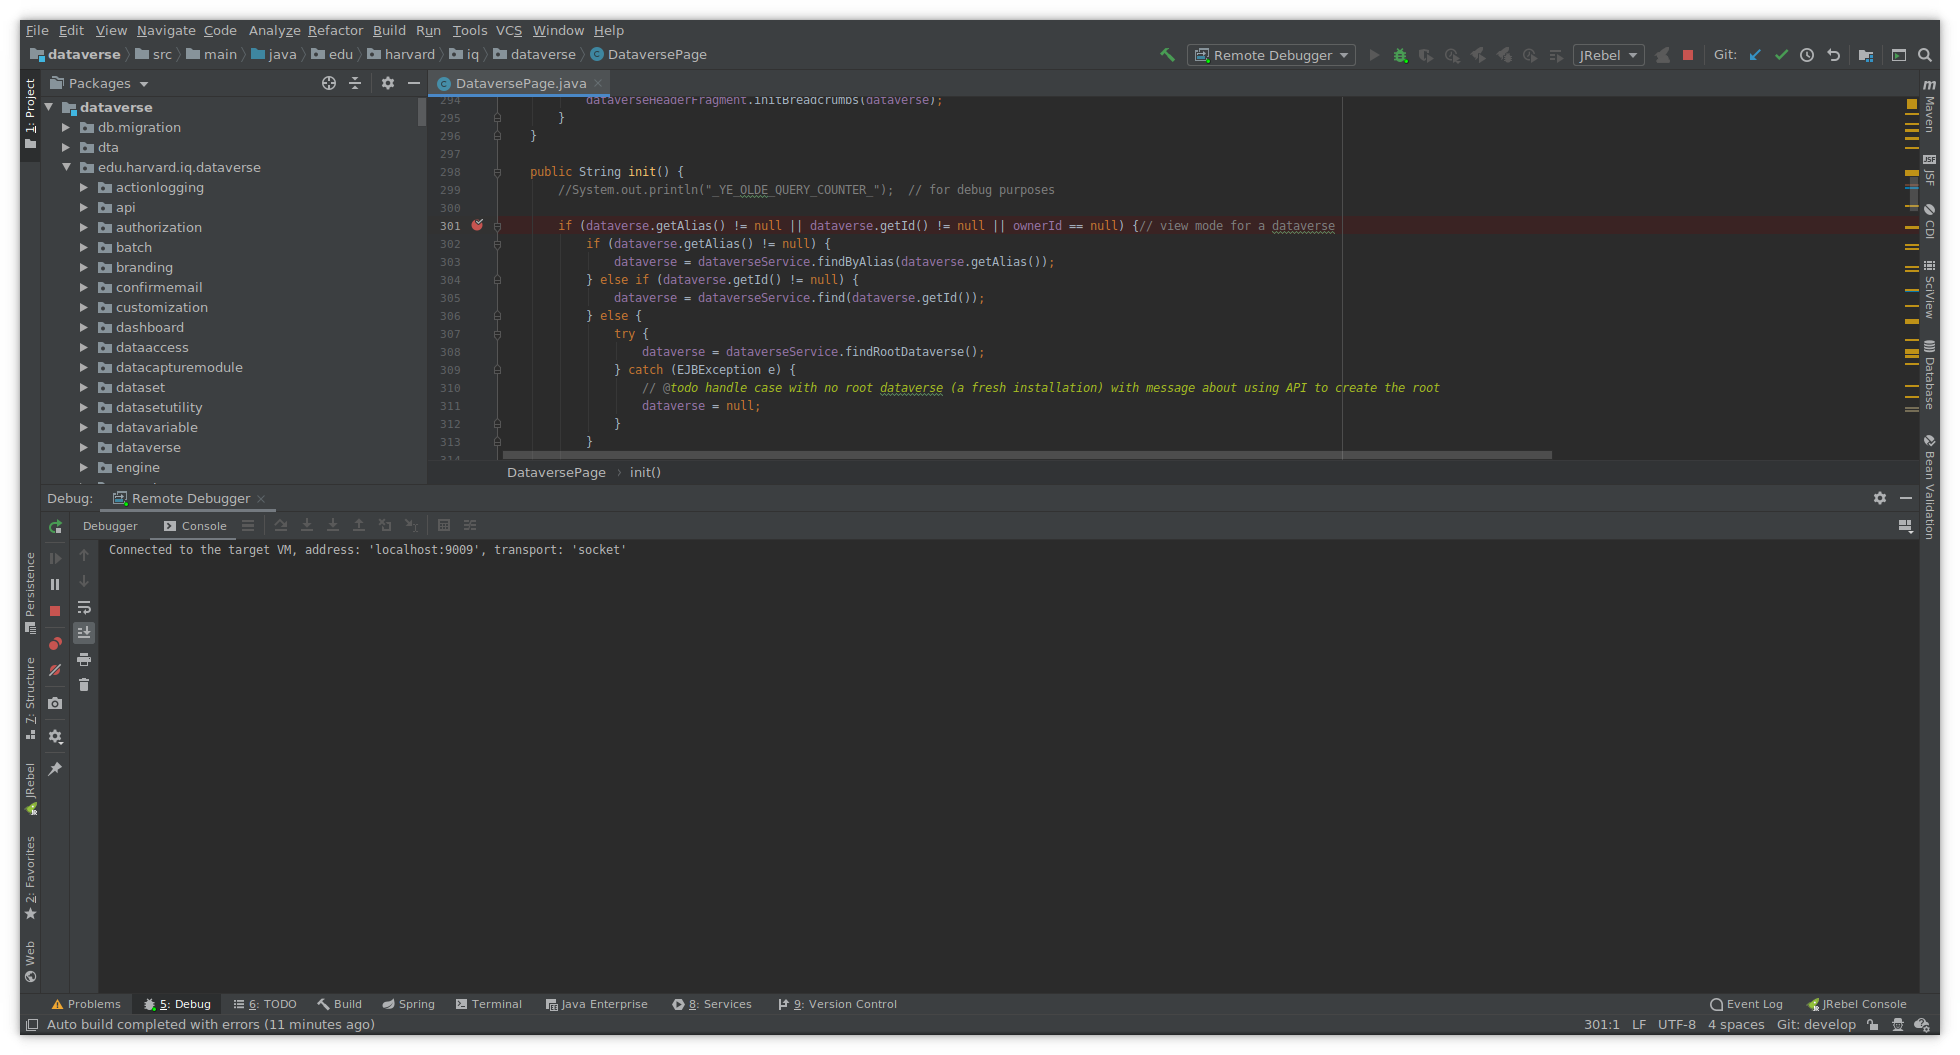 File Edit View Navigate Code Analyze Refactor Build Run Tools VCS Window Help
dataverse src main java edu harvard iq dataverse DataversePage
Remote Debugger
JRebel
Git:
Packages
DataversePage.java
dataverse
db.migration
dta
edu.harvard.iq.dataverse
actionlogging
api
authorization
batch
branding
confirmemail
customization
dashboard
dataaccess
datacapturemodule
dataset
datasetutility
datavariable
dataverse
engine
294 dataverseHeaderFragment.initBreadcrumbs(dataverse);
295 }
296 }
297
298 public String init() {
299 //System.out.println("_YE_OLDE_QUERY_COUNTER_"); // for debug purposes
300
301 if (dataverse.getAlias() != null || dataverse.getId() != null || ownerId == null) {// view mode for a dataverse
302 if (dataverse.getAlias() != null) {
303 dataverse = dataverseService.findByAlias(dataverse.getAlias());
304 } else if (dataverse.getId() != null) {
305 dataverse = dataverseService.find(dataverse.getId());
306 } else {
307 try {
308 dataverse = dataverseService.findRootDataverse();
309 } catch (EJBException e) {
310 // @todo handle case with no root dataverse (a fresh installation) with message about using API to create the root
311 dataverse = null;
312 }
313 }
314
DataversePage › init()
1: Project
Persistence
7: Structure
JRebel
2: Favorites
Web
m Maven
JSF JSF
CDI
SciView
Database
Bean Validation
Debug: Remote Debugger
Debugger Console
Connected to the target VM, address: 'localhost:9009', transport: 'socket'
Problems 5: Debug 6: TODO Build Spring Terminal Java Enterprise 8: Services 9: Version Control Event Log JRebel Console
Auto build completed with errors (11 minutes ago) 301:1 LF UTF-8 4 spaces Git: develop